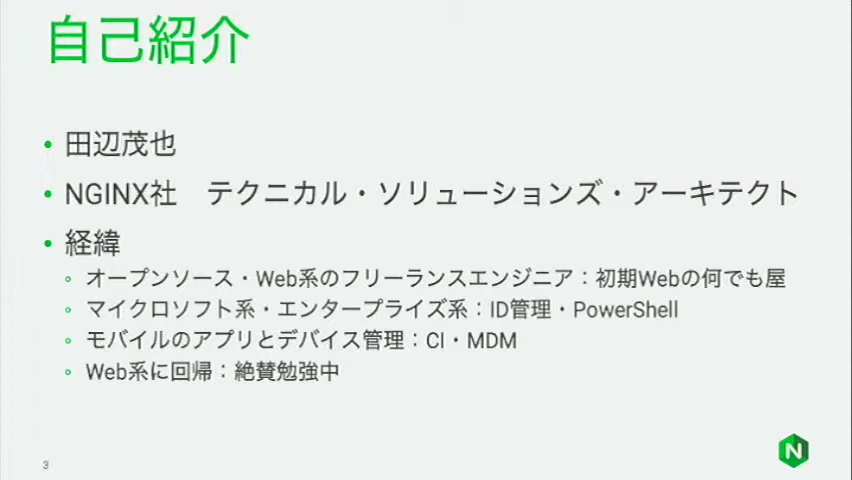 自己紹介
• 田辺茂也
• NGINX社　テクニカル・ソリューションズ・アーキテクト
• 経緯
◦ オープンソース・Web系のフリーランスエンジニア：初期Webの何でも屋
◦ マイクロソフト系・エンタープライズ系：ID管理・PowerShell
◦ モバイルのアプリとデバイス管理：CI・MDM
◦ Web系に回帰：絶賛勉強中
3
N